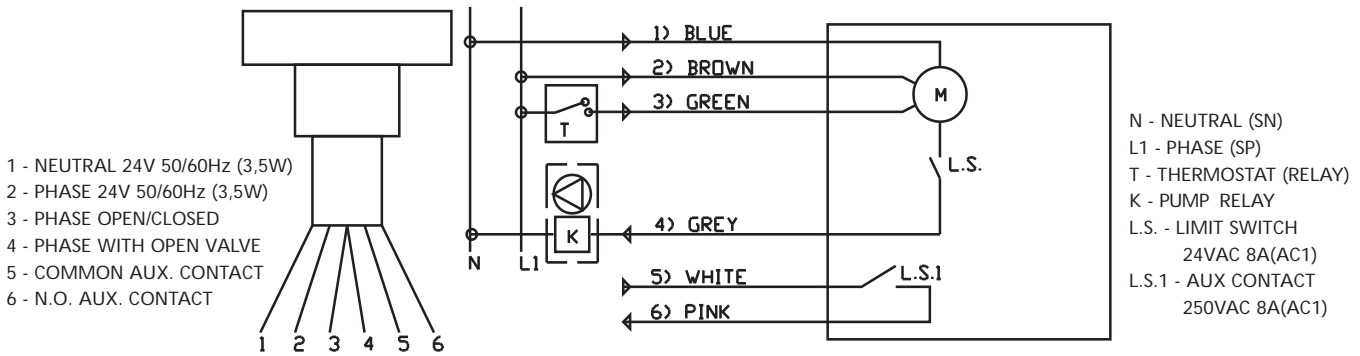 1 - NEUTRAL 24V 50/60Hz (3,5W)
2 - PHASE 24V 50/60Hz (3,5W)
3 - PHASE OPEN/CLOSED
4 - PHASE WITH OPEN VALVE
5 - COMMON AUX. CONTACT
6 - N.O. AUX. CONTACT
1 2 3 4 5 6
N L1
1) BLUE
2) BROWN
3) GREEN
T
K
4) GREY
5) WHITE
6) PINK
M
L.S.
L.S.1
N - NEUTRAL (SN)
L1 - PHASE (SP)
T - THERMOSTAT (RELAY)
K - PUMP RELAY
L.S. - LIMIT SWITCH
24VAC 8A(AC1)
L.S.1 - AUX CONTACT
250VAC 8A(AC1)